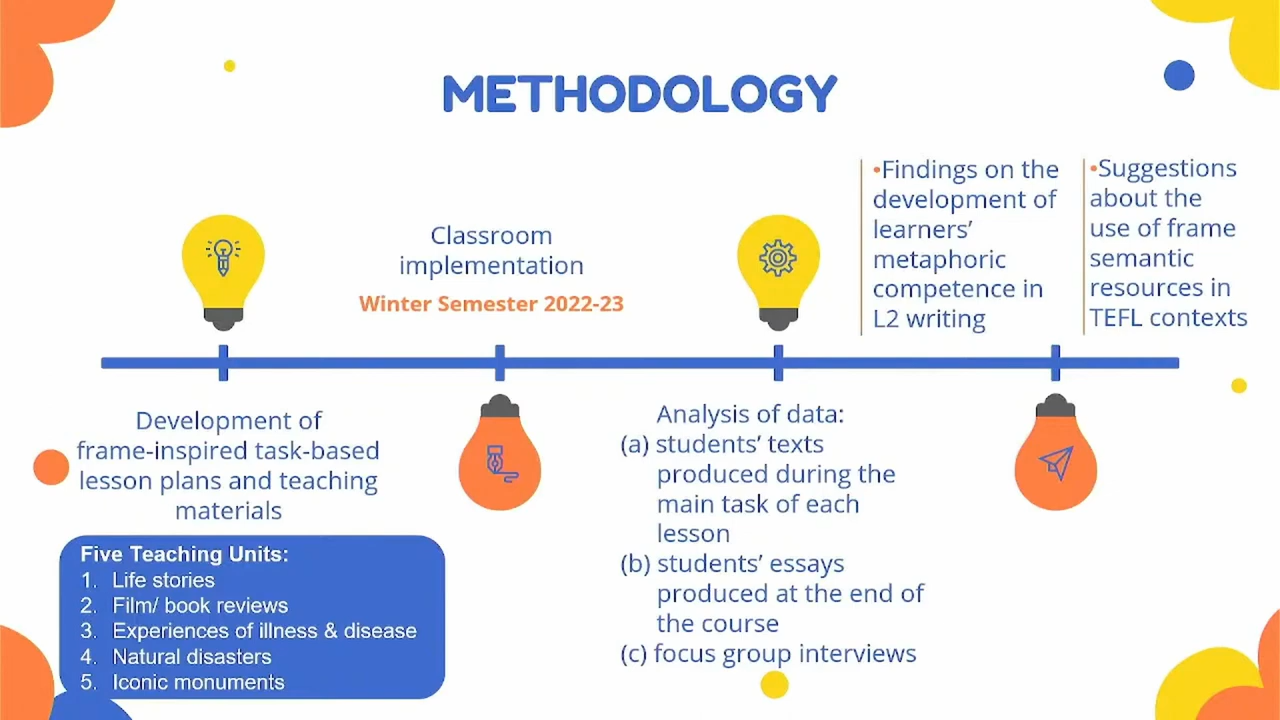 METHODOLOGY
Development of
frame-inspired task-based
lesson plans and teaching
materials
Five Teaching Units:
1. Life stories
2. Film/ book reviews
3. Experiences of illness & disease
4. Natural disasters
5. Iconic monuments
Classroom
implementation
Winter Semester 2022-23
Analysis of data:
(a) students’ texts
produced during the
main task of each
lesson
(b) students’ essays
produced at the end of
the course
(c) focus group interviews
•Findings on the
development of
learners’
metaphoric
competence in
L2 writing
•Suggestions
about the
use of frame
semantic
resources in
TEFL contexts